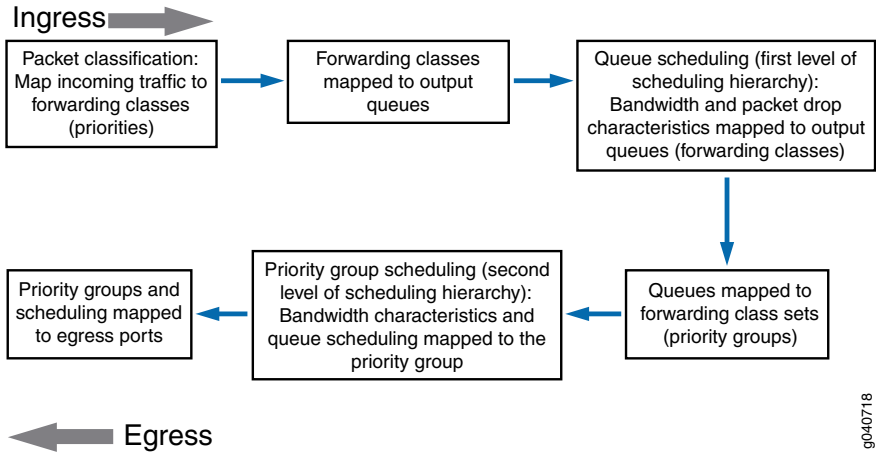 Ingress
Packet classification:
Map incoming traffic to
forwarding classes
(priorities)
Forwarding classes
mapped to output
queues
Queue scheduling (first level of
scheduling hierarchy):
Bandwidth and packet drop
characteristics mapped to output
queues (forwarding classes)
Queues mapped to
forwarding class sets
(priority groups)
Priority group scheduling (second
level of scheduling hierarchy):
Bandwidth characteristics and
queue scheduling mapped to the
priority group
Priority groups and
scheduling mapped
to egress ports
Egress
g040718